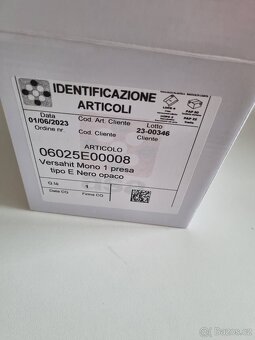 IDENTIFICAZIONE
ARTICOLI
Data
Cod. Art. Cliente
Lotto
01/06/2023
23-00346
Ordine nr.
Cod. Cliente
Cliente
ARTICOLO
06025E00008
Versahit Mono 1 presa
tipo E Nero opaco
Q.tà
1
Data CQ
Firma CQ